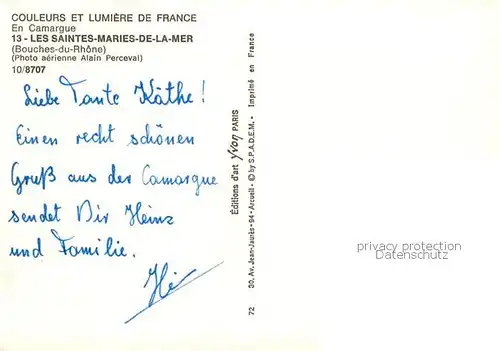 COULEURS ET LUMIÈRE DE FRANCE
En Camargue
13 - LES SAINTES-MARIES-DE-LA-MER
(Bouches-du-Rhône)
(Photo aérienne Alain Perceval)
10/8707
Liebe Tante Käthe!
Einen recht schönen
Gruß aus der Camargue
sendet Dir Heinz
und Familie.
Hei
Editions d'art Yvon PARIS
30, Av. Jean-Jaurès - 94 - Arcueil - © by S.P.A.D.E.M. - Imprimé en France
72
privacy protection
Datenschutz